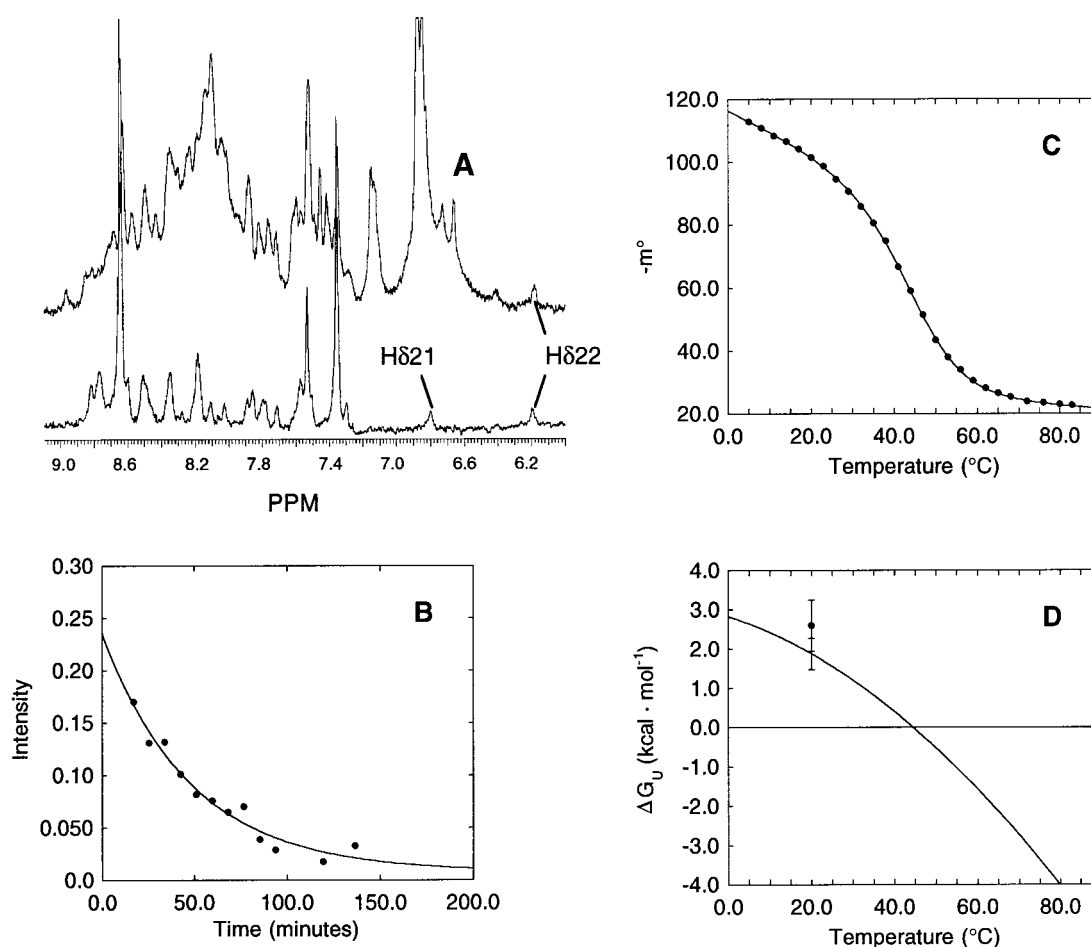 A
Hδ21
Hδ22
9.0 8.6 8.2 7.8 7.4 7.0 6.6 6.2
PPM
C
120.0
100.0
80.0
60.0
40.0
20.0
-m°
0.0 20.0 40.0 60.0 80.0
Temperature (°C)
B
0.30
0.25
0.20
0.15
0.10
0.050
0.0
Intensity
0.0 50.0 100.0 150.0 200.0
Time (minutes)
D
4.0
3.0
2.0
1.0
0.0
-1.0
-2.0
-3.0
-4.0
ΔGU (kcal · mol-1)
0.0 20.0 40.0 60.0 80.0
Temperature (°C)